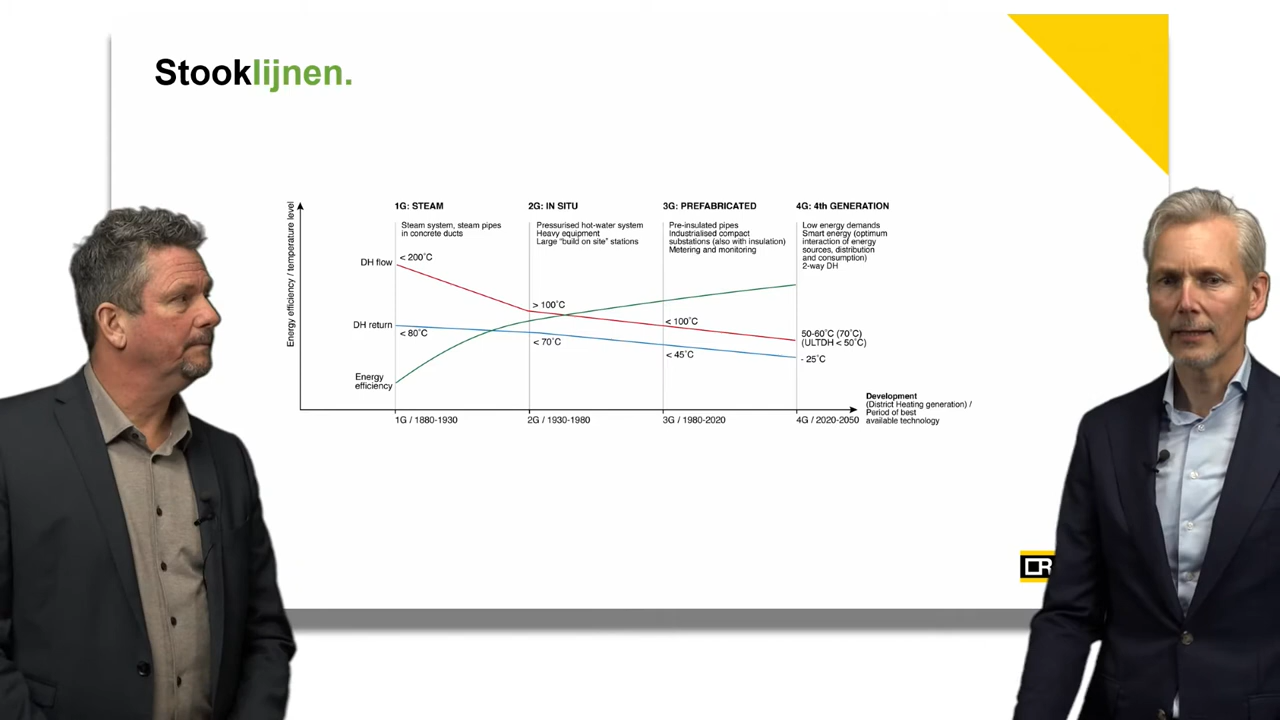 Stooklijnen.
Energy efficiency / temperature level
1G: STEAM
Steam system, steam pipes
in concrete ducts
2G: IN SITU
Pressurised hot-water system
Heavy equipment
Large "build on site" stations
3G: PREFABRICATED
Pre-insulated pipes
Industrialised compact
substations (also with insulation)
Metering and monitoring
4G: 4th GENERATION
Low energy demands
Smart energy (optimum
interaction of energy
sources, distribution
and consumption)
2-way DH
DH flow
< 200˚C
> 100˚C
< 100˚C
50-60˚C (70˚C)
(ULTDH < 50˚C)
DH return
< 80˚C
< 70˚C
< 45˚C
- 25˚C
Energy
efficiency
1G / 1880-1930
2G / 1930-1980
3G / 1980-2020
4G / 2020-2050
Development
(District Heating generation) /
Period of best
available technology